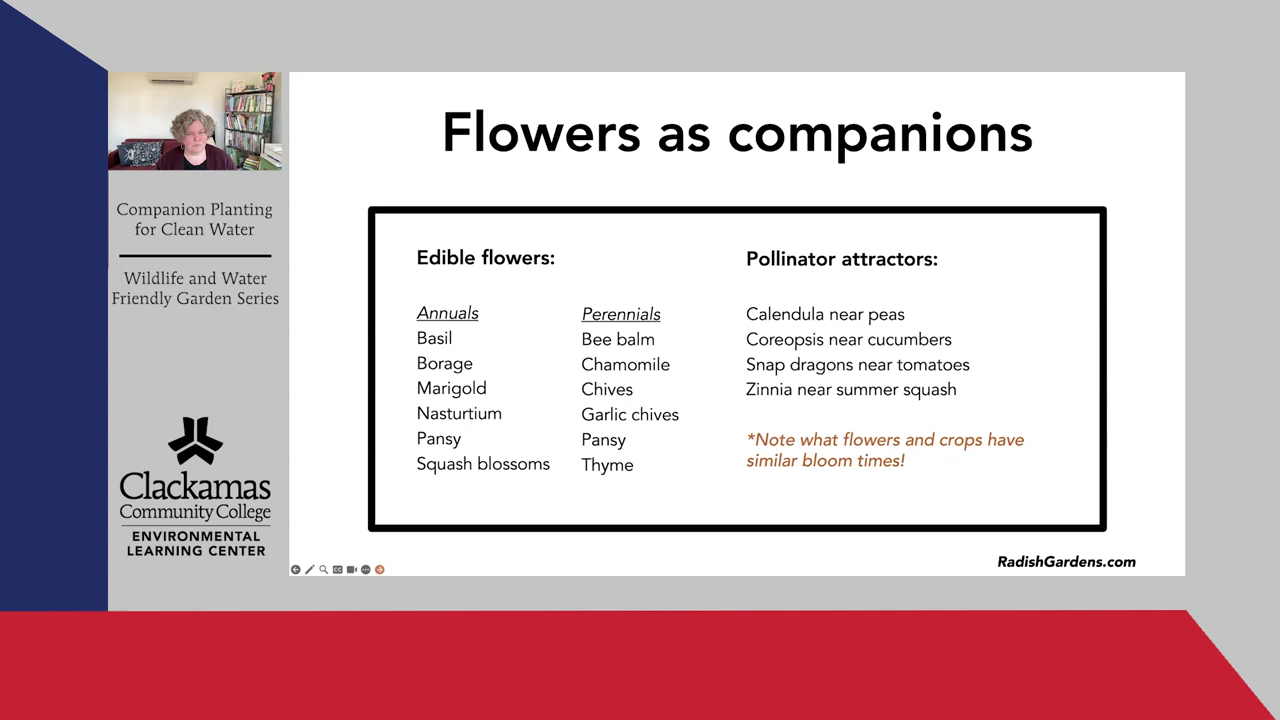 Flowers as companions
Companion Planting
for Clean Water
Wildlife and Water
Friendly Garden Series
Clackamas
Community College
ENVIRONMENTAL
LEARNING CENTER
Edible flowers:
Annuals
Basil
Borage
Marigold
Nasturtium
Pansy
Squash blossoms
Perennials
Bee balm
Chamomile
Chives
Garlic chives
Pansy
Thyme
Pollinator attractors:
Calendula near peas
Coreopsis near cucumbers
Snap dragons near tomatoes
Zinnia near summer squash
*Note what flowers and crops have
similar bloom times!
RadishGardens.com